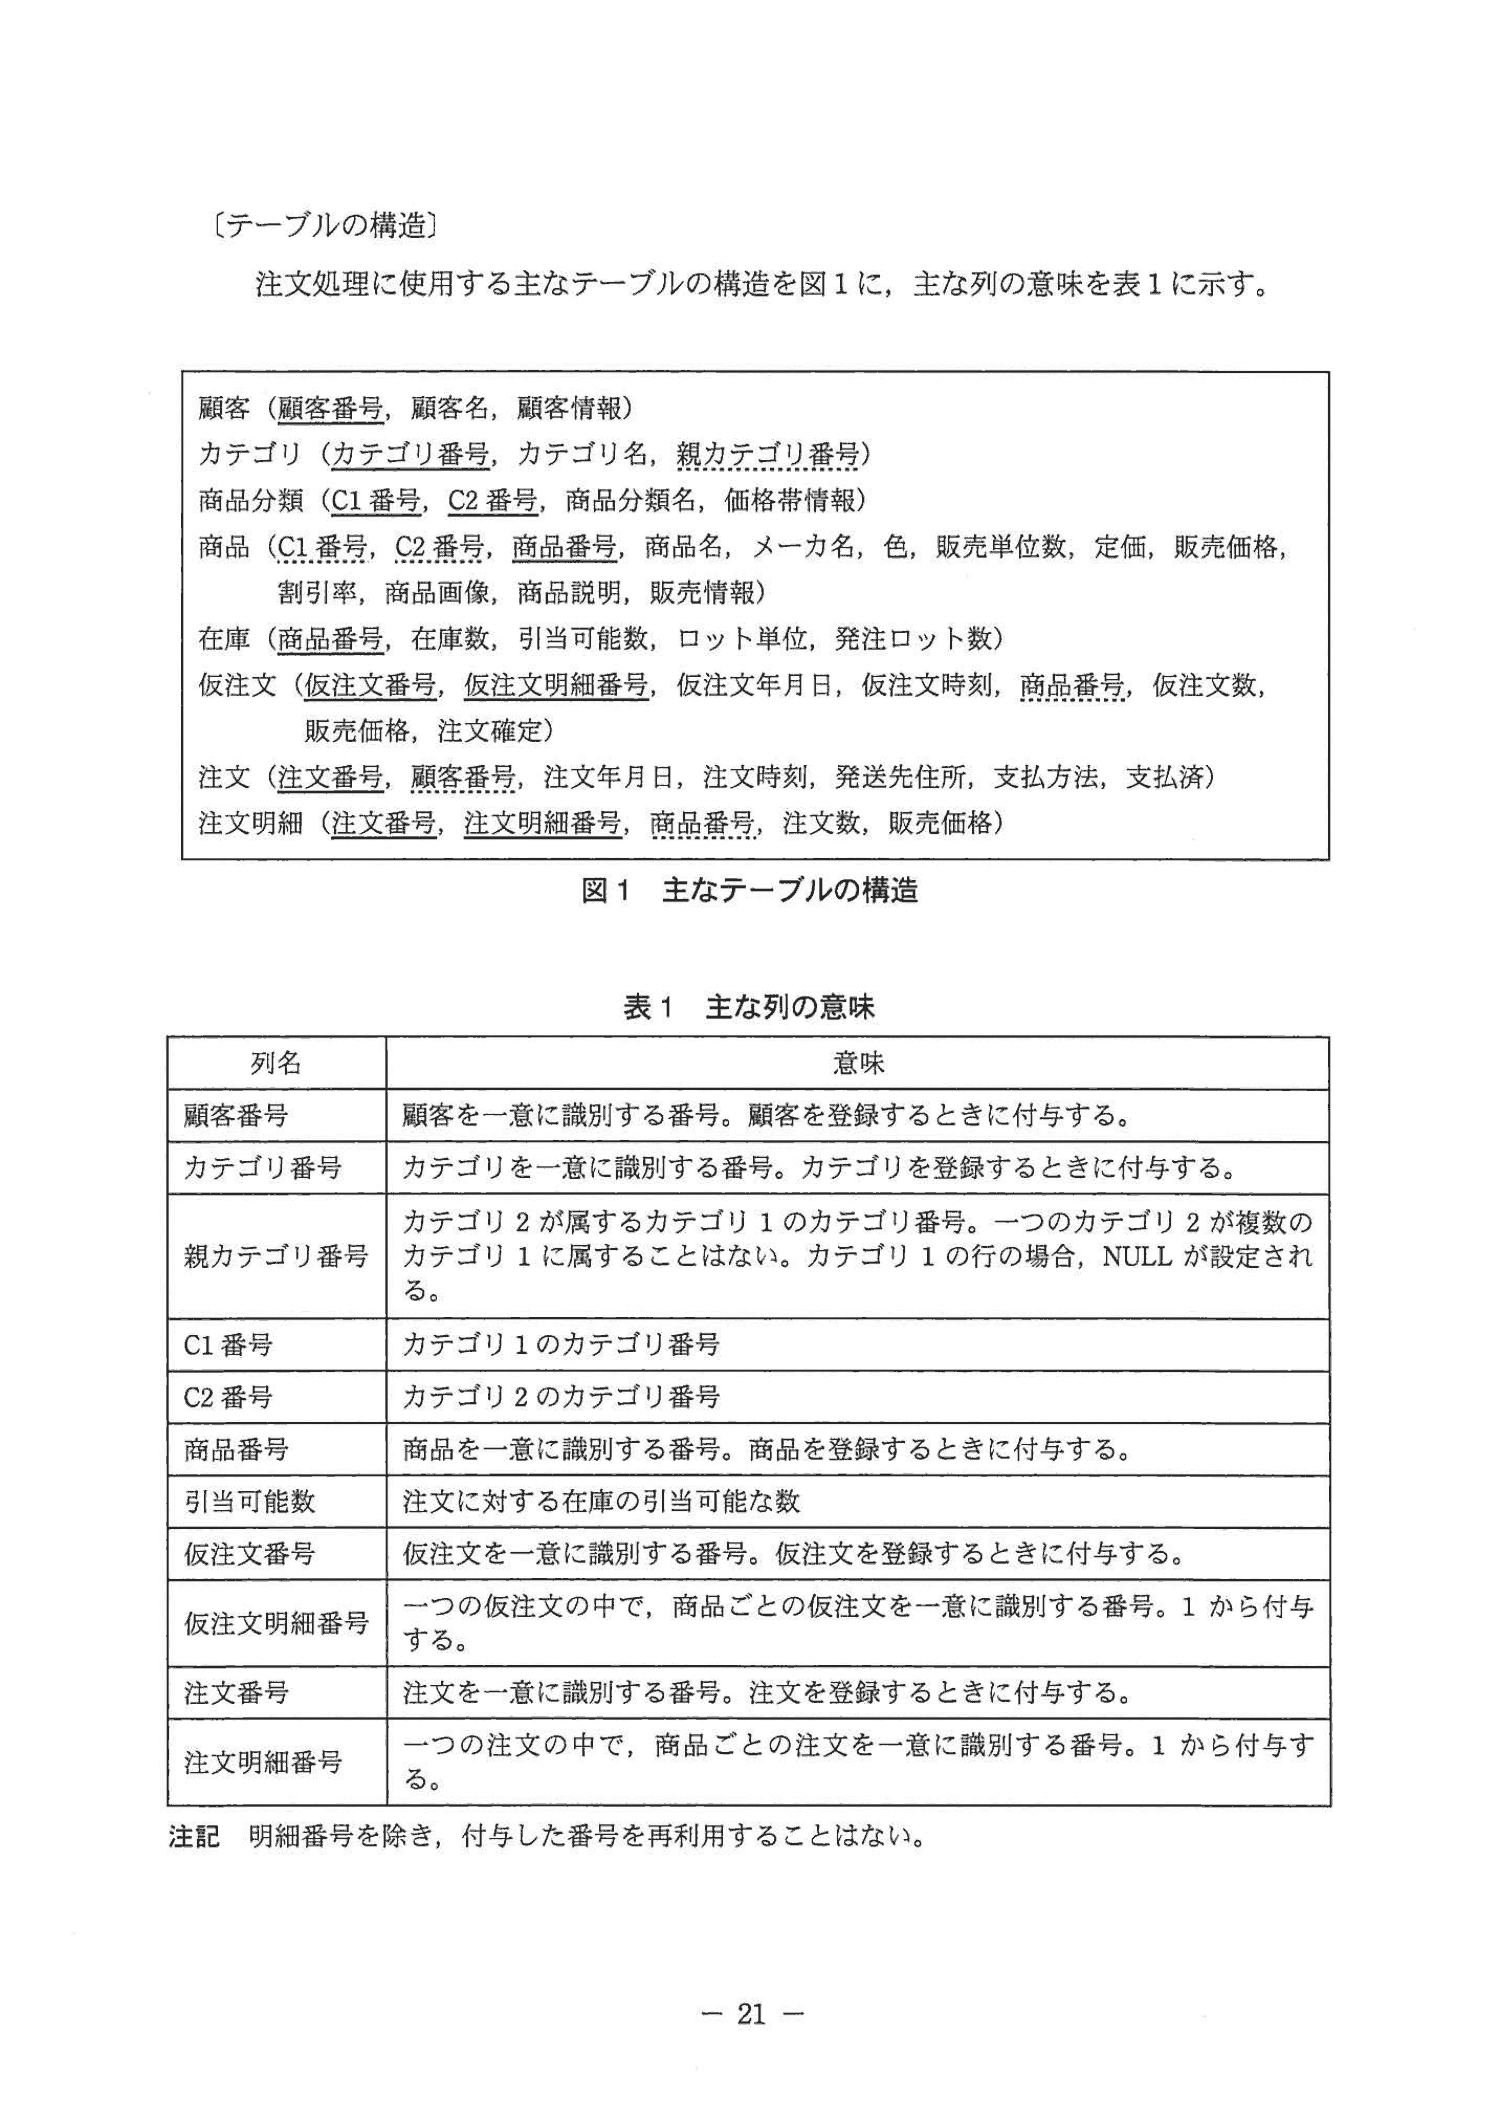 〔テーブルの構造〕
注文処理に使用する主なテーブルの構造を図1に，主な列の意味を表1に示す。
顧客（顧客番号，顧客名，顧客情報）
カテゴリ（カテゴリ番号，カテゴリ名，親カテゴリ番号）
商品分類（C1番号，C2番号，商品分類名，価格帯情報）
商品（C1番号，C2番号，商品番号，商品名，メーカ名，色，販売単位数，定価，販売価格，
割引率，商品画像，商品説明，販売情報）
在庫（商品番号，在庫数，引当可能数，ロット単位，発注ロット数）
仮注文（仮注文番号，仮注文明細番号，仮注文年月日，仮注文時刻，商品番号，仮注文数，
販売価格，注文確定）
注文（注文番号，顧客番号，注文年月日，注文時刻，発送先住所，支払方法，支払済）
注文明細（注文番号，注文明細番号，商品番号，注文数，販売価格）
図1　主なテーブルの構造
表1　主な列の意味
列名　意味
顧客番号　顧客を一意に識別する番号。顧客を登録するときに付与する。
カテゴリ番号　カテゴリを一意に識別する番号。カテゴリを登録するときに付与する。
親カテゴリ番号　カテゴリ2が属するカテゴリ1のカテゴリ番号。一つのカテゴリ2が複数の
カテゴリ1に属することはない。カテゴリ1の行の場合，NULLが設定され
る。
C1番号　カテゴリ1のカテゴリ番号
C2番号　カテゴリ2のカテゴリ番号
商品番号　商品を一意に識別する番号。商品を登録するときに付与する。
引当可能数　注文に対する在庫の引当可能な数
仮注文番号　仮注文を一意に識別する番号。仮注文を登録するときに付与する。
仮注文明細番号　一つの仮注文の中で，商品ごとの仮注文を一意に識別する番号。1から付与
する。
注文番号　注文を一意に識別する番号。注文を登録するときに付与する。
注文明細番号　一つの注文の中で，商品ごとの注文を一意に識別する番号。1から付与す
る。
注記　明細番号を除き，付与した番号を再利用することはない。
－ 21 －